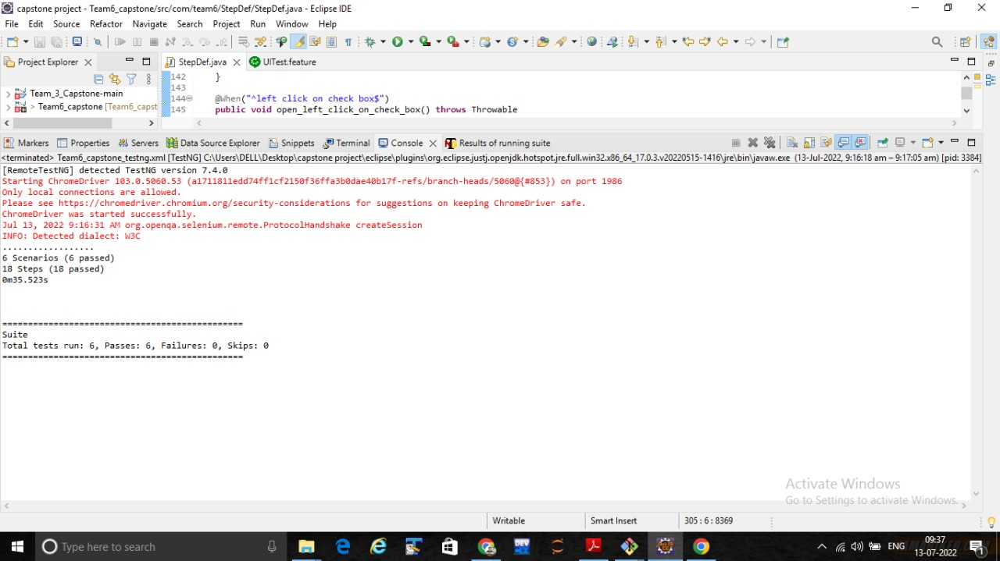 capstone project - Team6_capstone/src/com/team6/StepDef/StepDef.java - Eclipse IDE
File Edit Source Refactor Navigate Search Project Run Window Help
Project Explorer
StepDef.java
UITest.feature
Team_3_Capstone-main
> Team6_capstone [Team6_capst
142 }
143
144 @When("^left click on check box$")
145 public void open_left_click_on_check_box() throws Throwable
Markers Properties Servers Data Source Explorer Snippets Terminal Console Results of running suite
<terminated> Team6_capstone_testng.xml [TestNG] C:\Users\DELL\Desktop\capstone project\eclipse\plugins\org.eclipse.justj.openjdk.hotspot.jre.full.win32.x86_64_17.0.3.v20220515-1416\jre\bin\javaw.exe (13-Jul-2022, 9:16:18 am – 9:17:05 am) [pid: 3384]
[RemoteTestNG] detected TestNG version 7.4.0
Starting ChromeDriver 103.0.5060.53 (a1711811edd74ff1cf2150f36ffa3b0dae40b17f-refs/branch-heads/5060@{#853}) on port 1986
Only local connections are allowed.
Please see https://chromedriver.chromium.org/security-considerations for suggestions on keeping ChromeDriver safe.
ChromeDriver was started successfully.
Jul 13, 2022 9:16:31 AM org.openqa.selenium.remote.ProtocolHandshake createSession
INFO: Detected dialect: W3C
..................
6 Scenarios (6 passed)
18 Steps (18 passed)
0m35.523s
===============================================
Suite
Total tests run: 6, Passes: 6, Failures: 0, Skips: 0
===============================================
Activate Windows
Go to Settings to activate Windows.
Writable Smart Insert 305 : 6 : 8369
Type here to search
DEV
ENG
09:37
13-07-2022
1